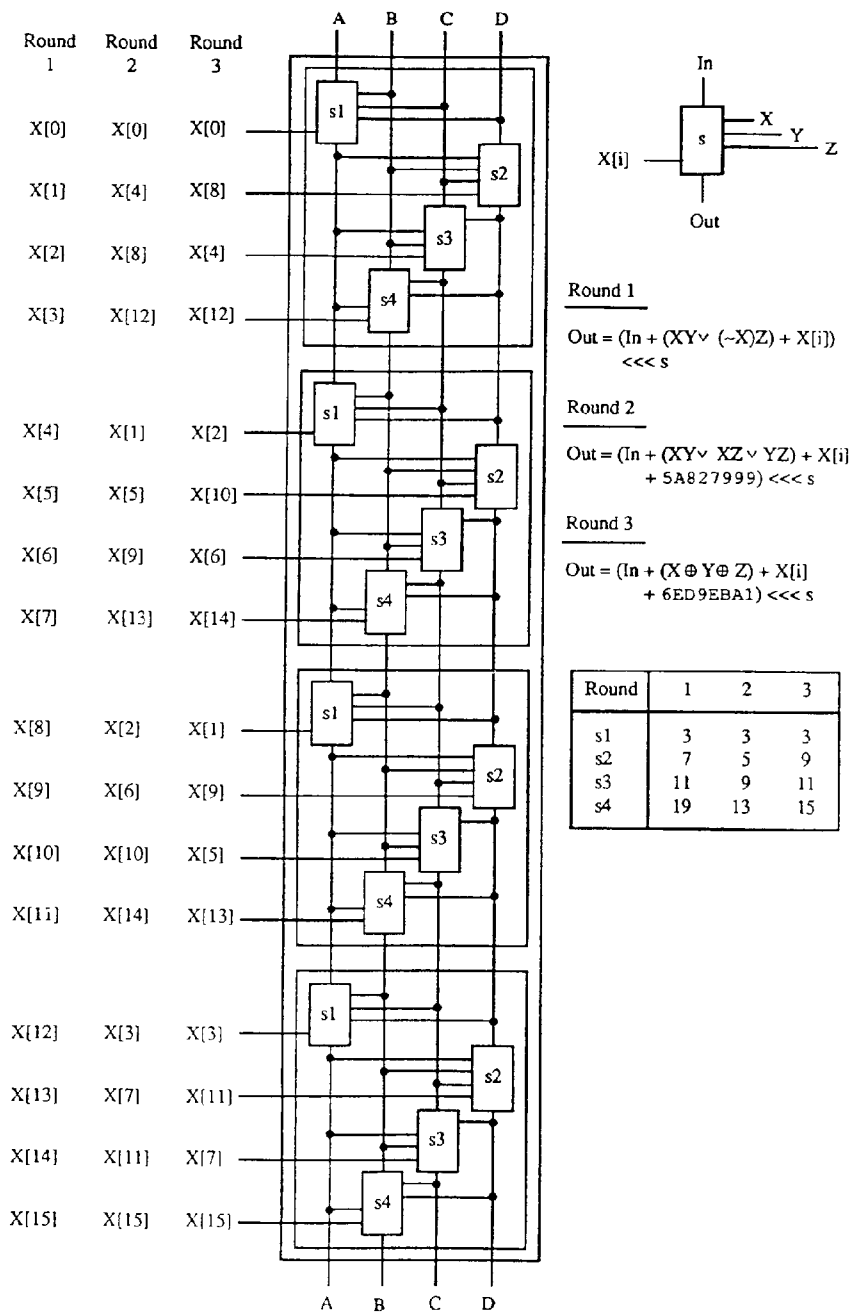 A B C D
Round Round Round
1 2 3
s1
X[0] X[0] X[0]
s2
X[1] X[4] X[8]
s3
X[2] X[8] X[4]
s4
X[3] X[12] X[12]
s1
X[4] X[1] X[2]
s2
X[5] X[5] X[10]
s3
X[6] X[9] X[6]
s4
X[7] X[13] X[14]
s1
X[8] X[2] X[1]
s2
X[9] X[6] X[9]
s3
X[10] X[10] X[5]
s4
X[11] X[14] X[13]
s1
X[12] X[3] X[3]
s2
X[13] X[7] X[11]
s3
X[14] X[11] X[7]
s4
X[15] X[15] X[15]
A B C D
In
X
s Y
Z
X[i]
Out
Round 1
Out = (In + (XY∨ (~X)Z) + X[i])
<<< s
Round 2
Out = (In + (XY∨ XZ ∨ YZ) + X[i]
+ 5A827999) <<< s
Round 3
Out = (In + (X ⊕ Y ⊕ Z) + X[i]
+ 6ED9EBA1) <<< s
Round 1 2 3
s1 3 3 3
s2 7 5 9
s3 11 9 11
s4 19 13 15